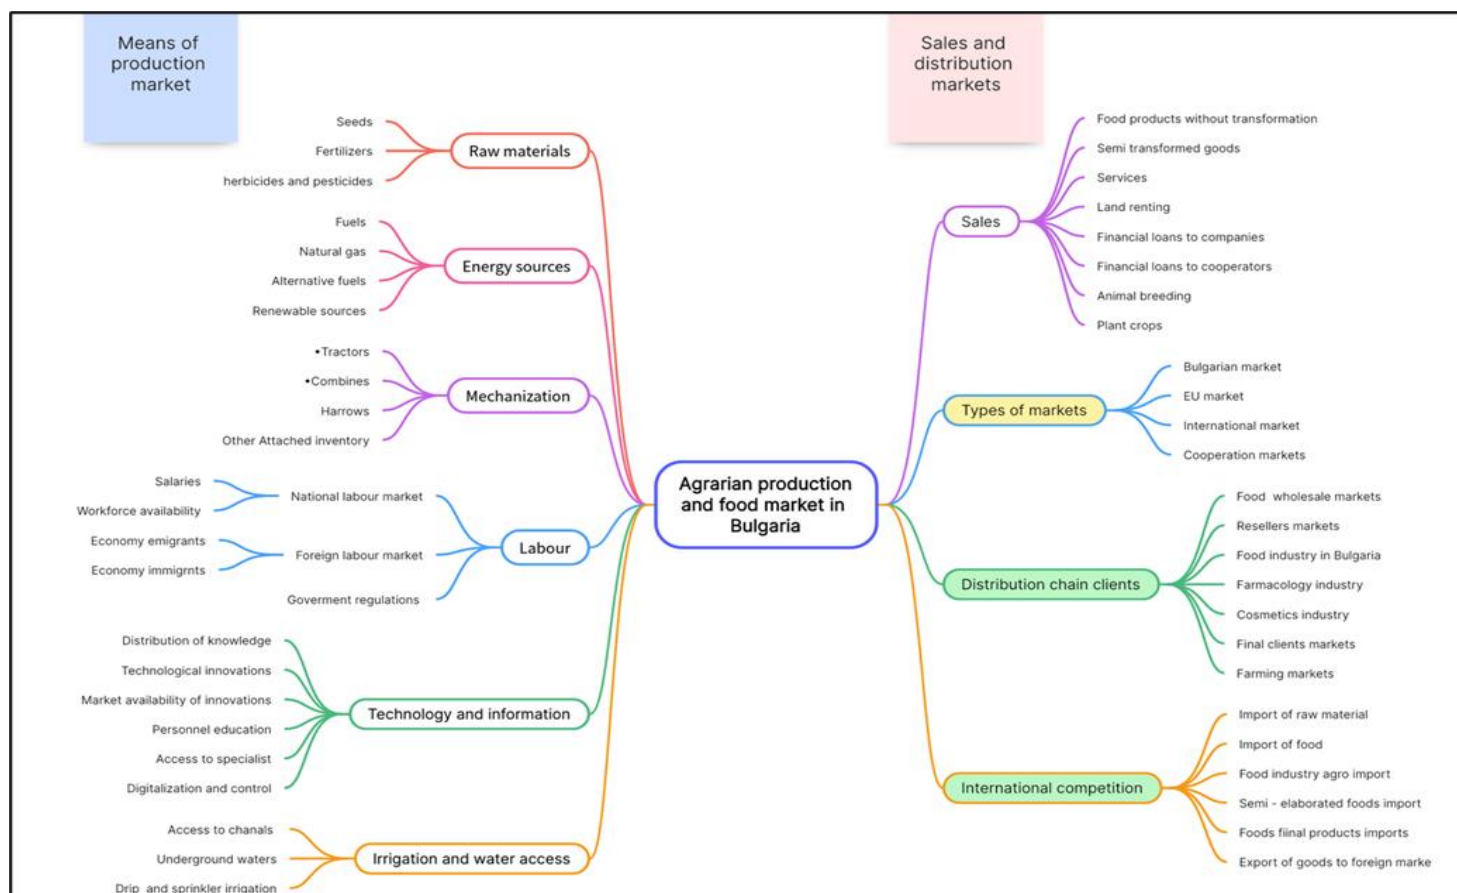 Means of
production
market
Sales and
distribution
markets
Seeds
Fertilizers
herbicides and pesticides
Raw materials
Fuels
Natural gas
Alternative fuels
Renewable sources
Energy sources
•Tractors
•Combines
Harrows
Other Attached inventory
Mechanization
Salaries
Workforce availability
National labour market
Economy emigrants
Economy immigrnts
Foreign labour market
Goverment regulations
Labour
Distribution of knowledge
Technological innovations
Market availability of innovations
Personnel education
Access to specialist
Digitalization and control
Technology and information
Access to chanals
Underground waters
Drip and sprinkler irrigation
Irrigation and water access
Agrarian production
and food market in
Bulgaria
Sales
Food products without transformation
Semi transformed goods
Services
Land renting
Financial loans to companies
Financial loans to cooperators
Animal breeding
Plant crops
Types of markets
Bulgarian market
EU market
International market
Cooperation markets
Distribution chain clients
Food wholesale markets
Resellers markets
Food industry in Bulgaria
Farmacology industry
Cosmetics industry
Final clients markets
Farming markets
International competition
Import of raw material
Import of food
Food industry agro import
Semi - elaborated foods import
Foods fiinal products imports
Export of goods to foreign marke